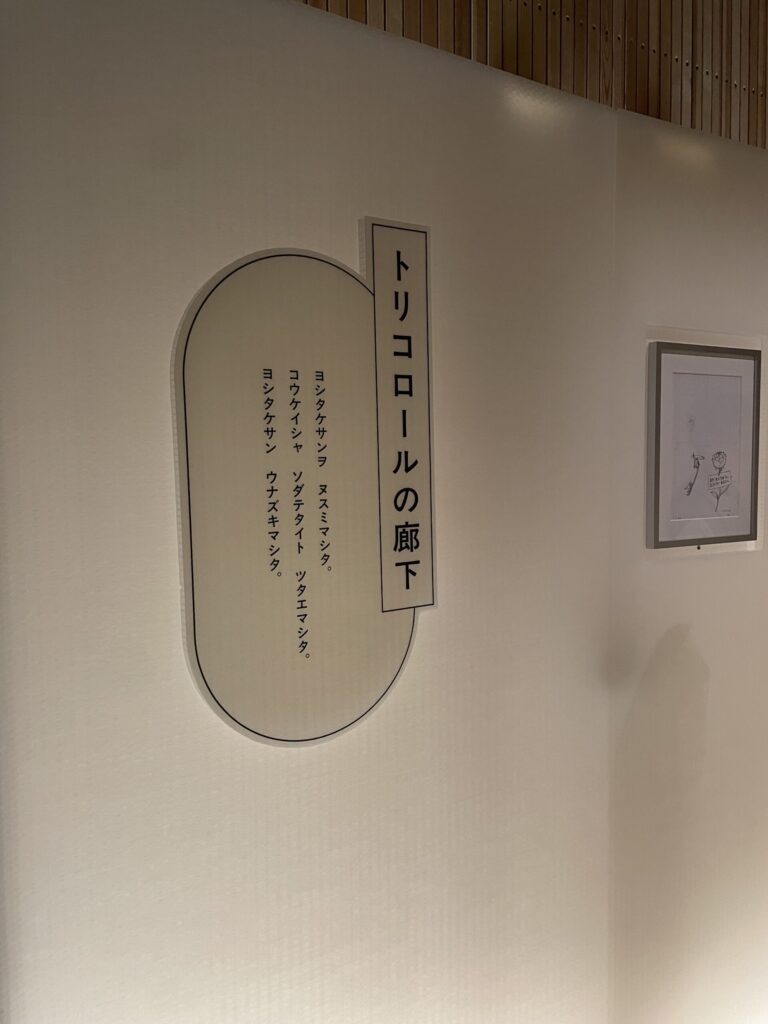 トリコロールの廊下
ヨシタケサンヲ　ヌスミマシタ。
コウケイシャ　ソダテタイト　ツタエマシタ。
ヨシタケサン　ウナズキマシタ。